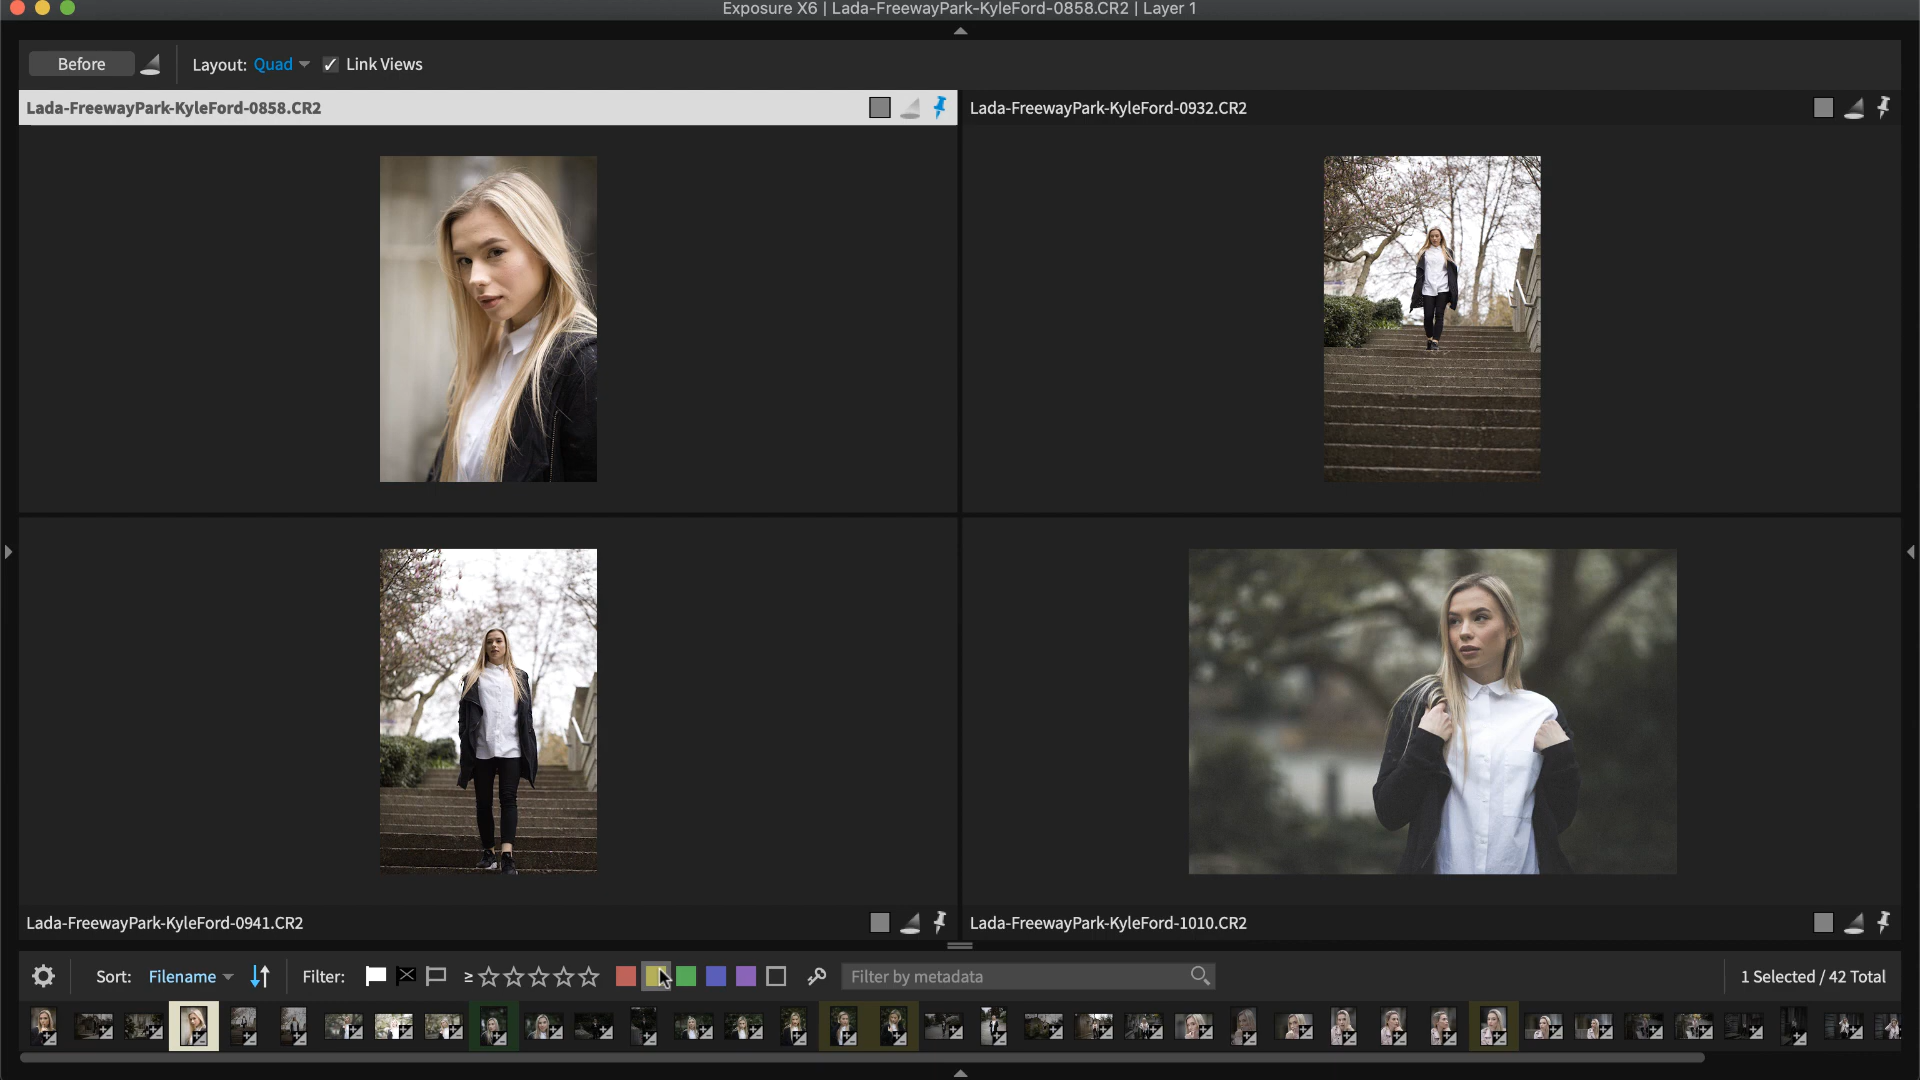 Exposure X6 | Lada-FreewayPark-KyleFord-0858.CR2 | Layer 1
Before Layout: Quad Link Views
Lada-FreewayPark-KyleFord-0858.CR2
Lada-FreewayPark-KyleFord-0932.CR2
Lada-FreewayPark-KyleFord-0941.CR2
Lada-FreewayPark-KyleFord-1010.CR2
Sort: Filename Filter: ≥ Filter by metadata 1 Selected / 42 Total